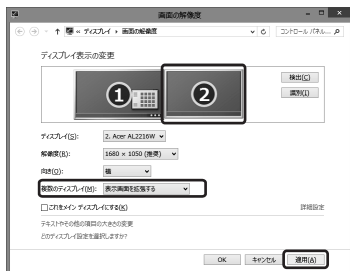 画面の解像度
« ディスプレイ ▸ 画面の解像度
コントロール パネル...
ディスプレイ表示の変更
1
2
検出(C)
識別(I)
ディスプレイ(S): 2. Acer AL2216W
解像度(R): 1680 × 1050 (推奨)
向き(O): 横
複数のディスプレイ(M): 表示画面を拡張する
これをメイン ディスプレイにする(K)
詳細設定
テキストやその他の項目の大きさの変更
どのディスプレイ設定を選択しますか?
OK キャンセル 適用(A)